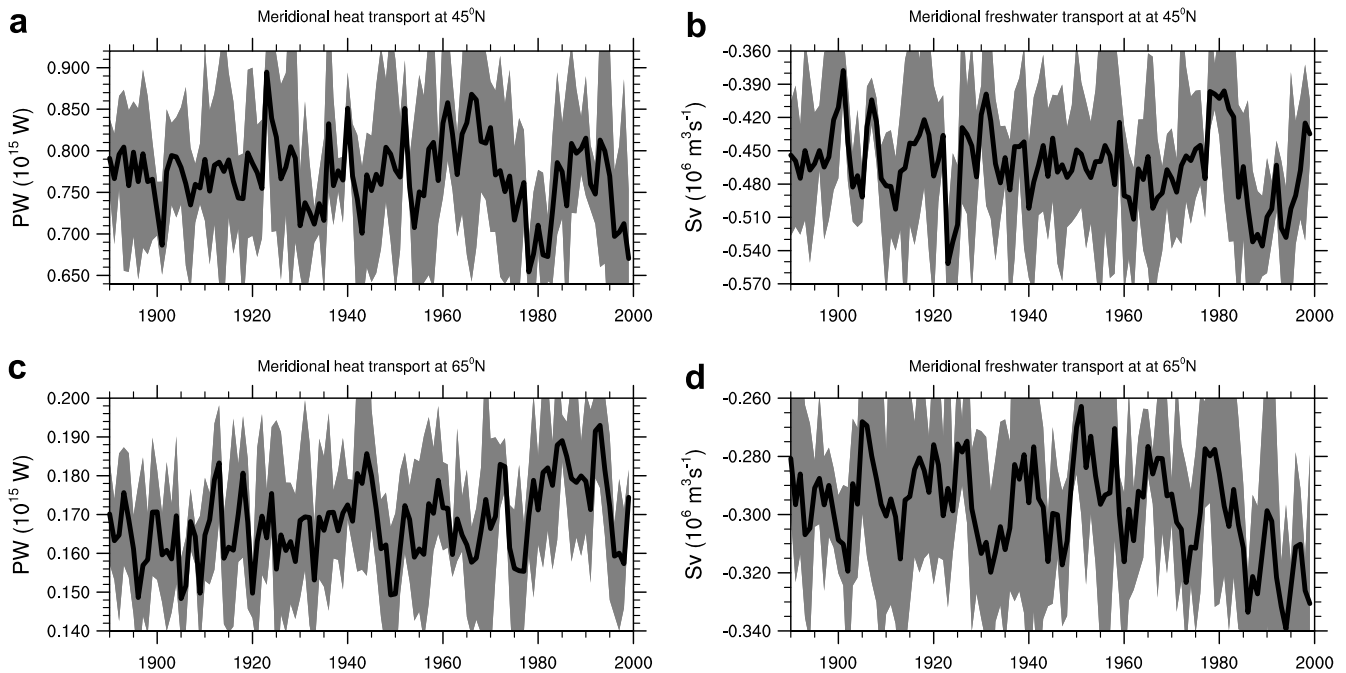 a
Meridional heat transport at 45⁰N
PW (10¹⁵ W)
0.900
0.850
0.800
0.750
0.700
0.650
1900 1920 1940 1960 1980 2000
b
Meridional freshwater transport at at 45⁰N
Sv (10⁶ m³s⁻¹)
-0.360
-0.390
-0.420
-0.450
-0.480
-0.510
-0.540
-0.570
1900 1920 1940 1960 1980 2000
c
Meridional heat transport at 65⁰N
PW (10¹⁵ W)
0.200
0.190
0.180
0.170
0.160
0.150
0.140
1900 1920 1940 1960 1980 2000
d
Meridional freshwater transport at at 65⁰N
Sv (10⁶ m³s⁻¹)
-0.260
-0.280
-0.300
-0.320
-0.340
1900 1920 1940 1960 1980 2000